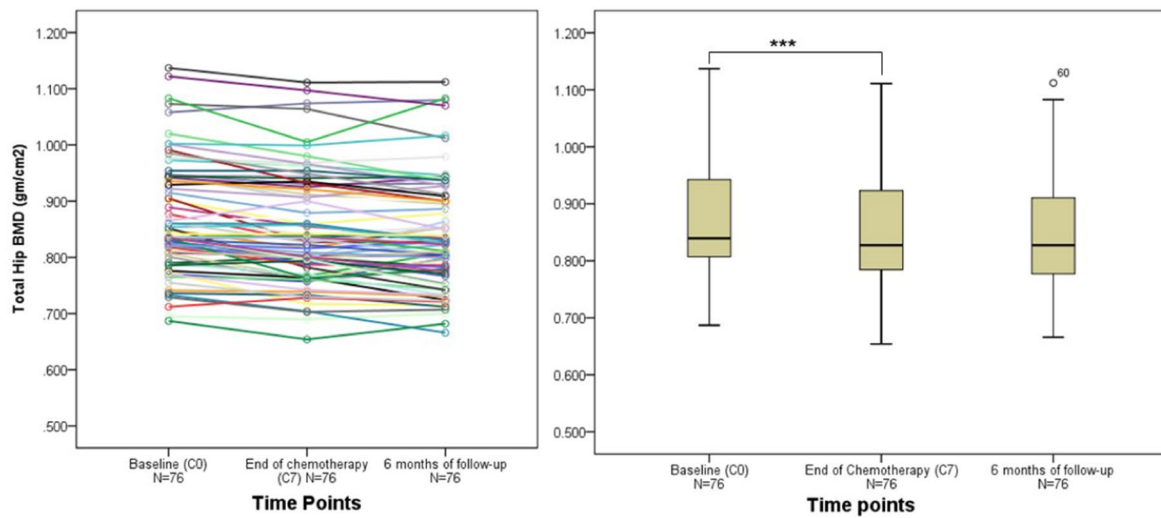 Total Hip BMD (gm/cm2)
1.200
1.100
1.000
.900
.800
.700
.600
.500
Baseline (C0)
N=76
End of chemotherapy
(C7) N=76
6 months of follow-up
N=76
Time Points
1.200
1.100
1.000
0.900
0.800
0.700
0.600
0.500
***
60
Baseline (C0)
N=76
End of Chemotherapy (C7)
N=76
6 months of follow-up
N=76
Time points